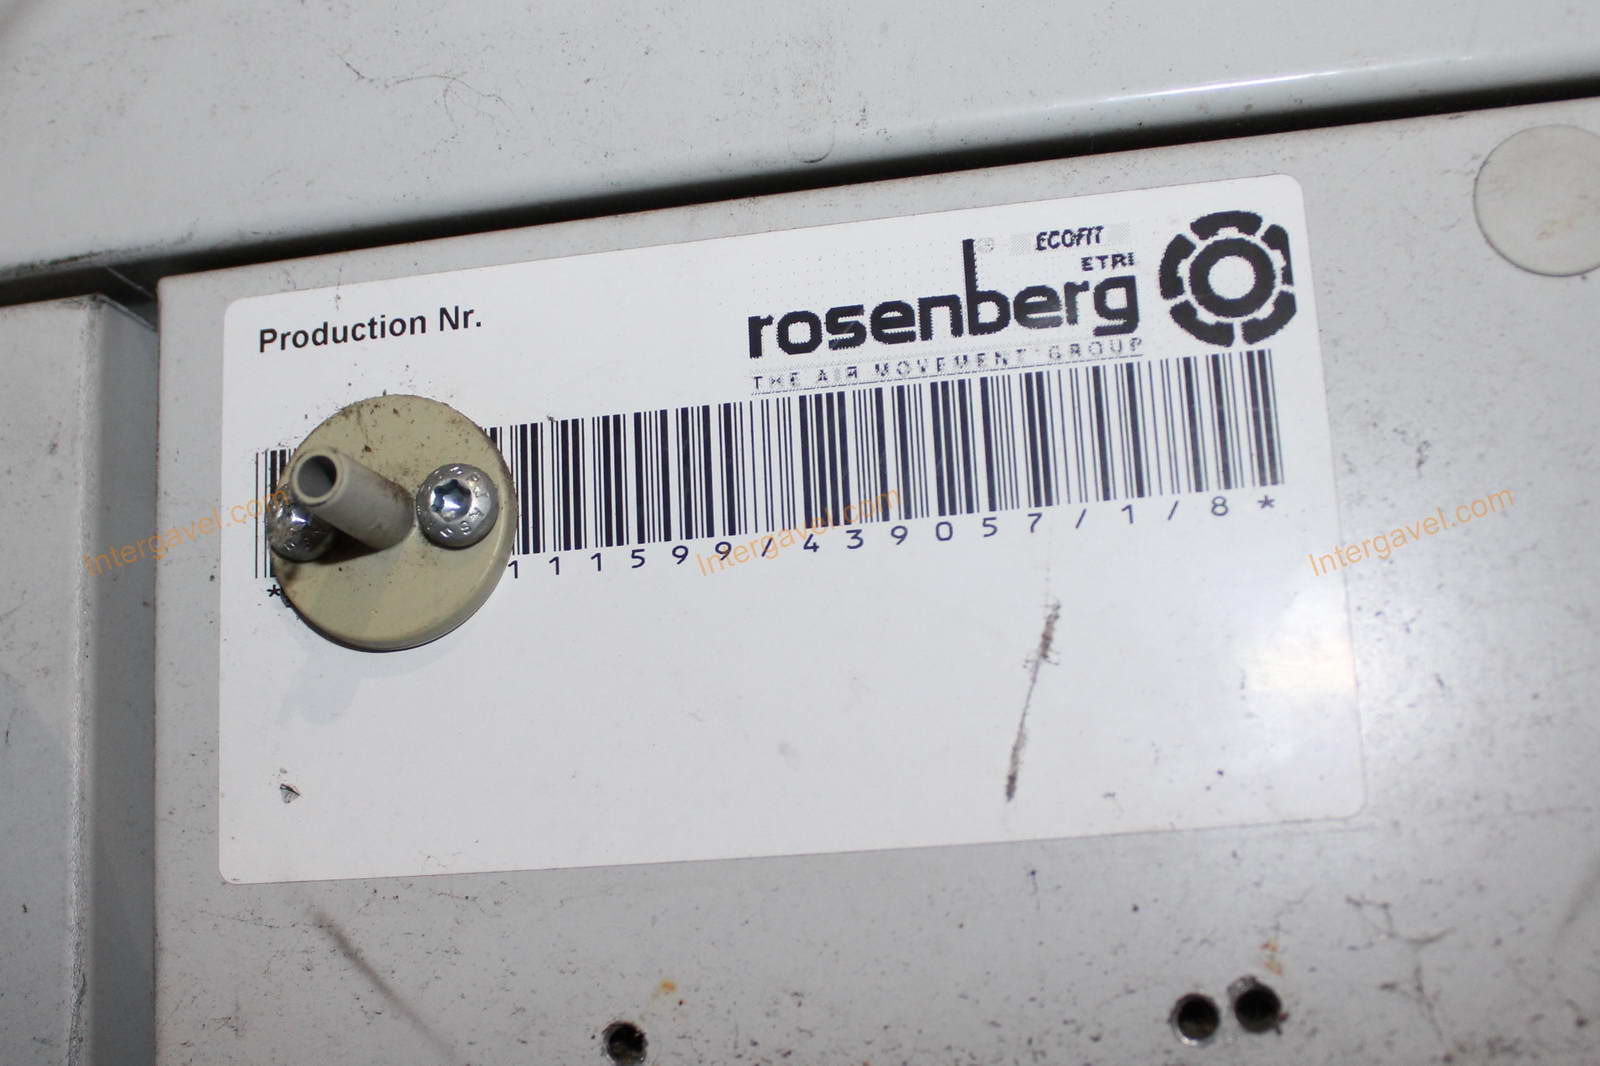 ECOFIT
ETRI
Production Nr.
rosenberg
THE AIR MOVEMENT GROUP
111599/439057/1/8*
Intergavel.com
Intergavel.com
Intergavel.com